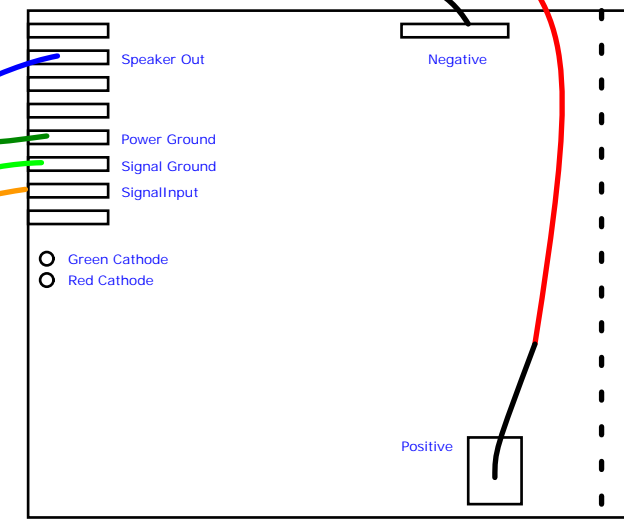 Speaker Out
Negative
Power Ground
Signal Ground
SignalInput
Green Cathode
Red Cathode
Positive